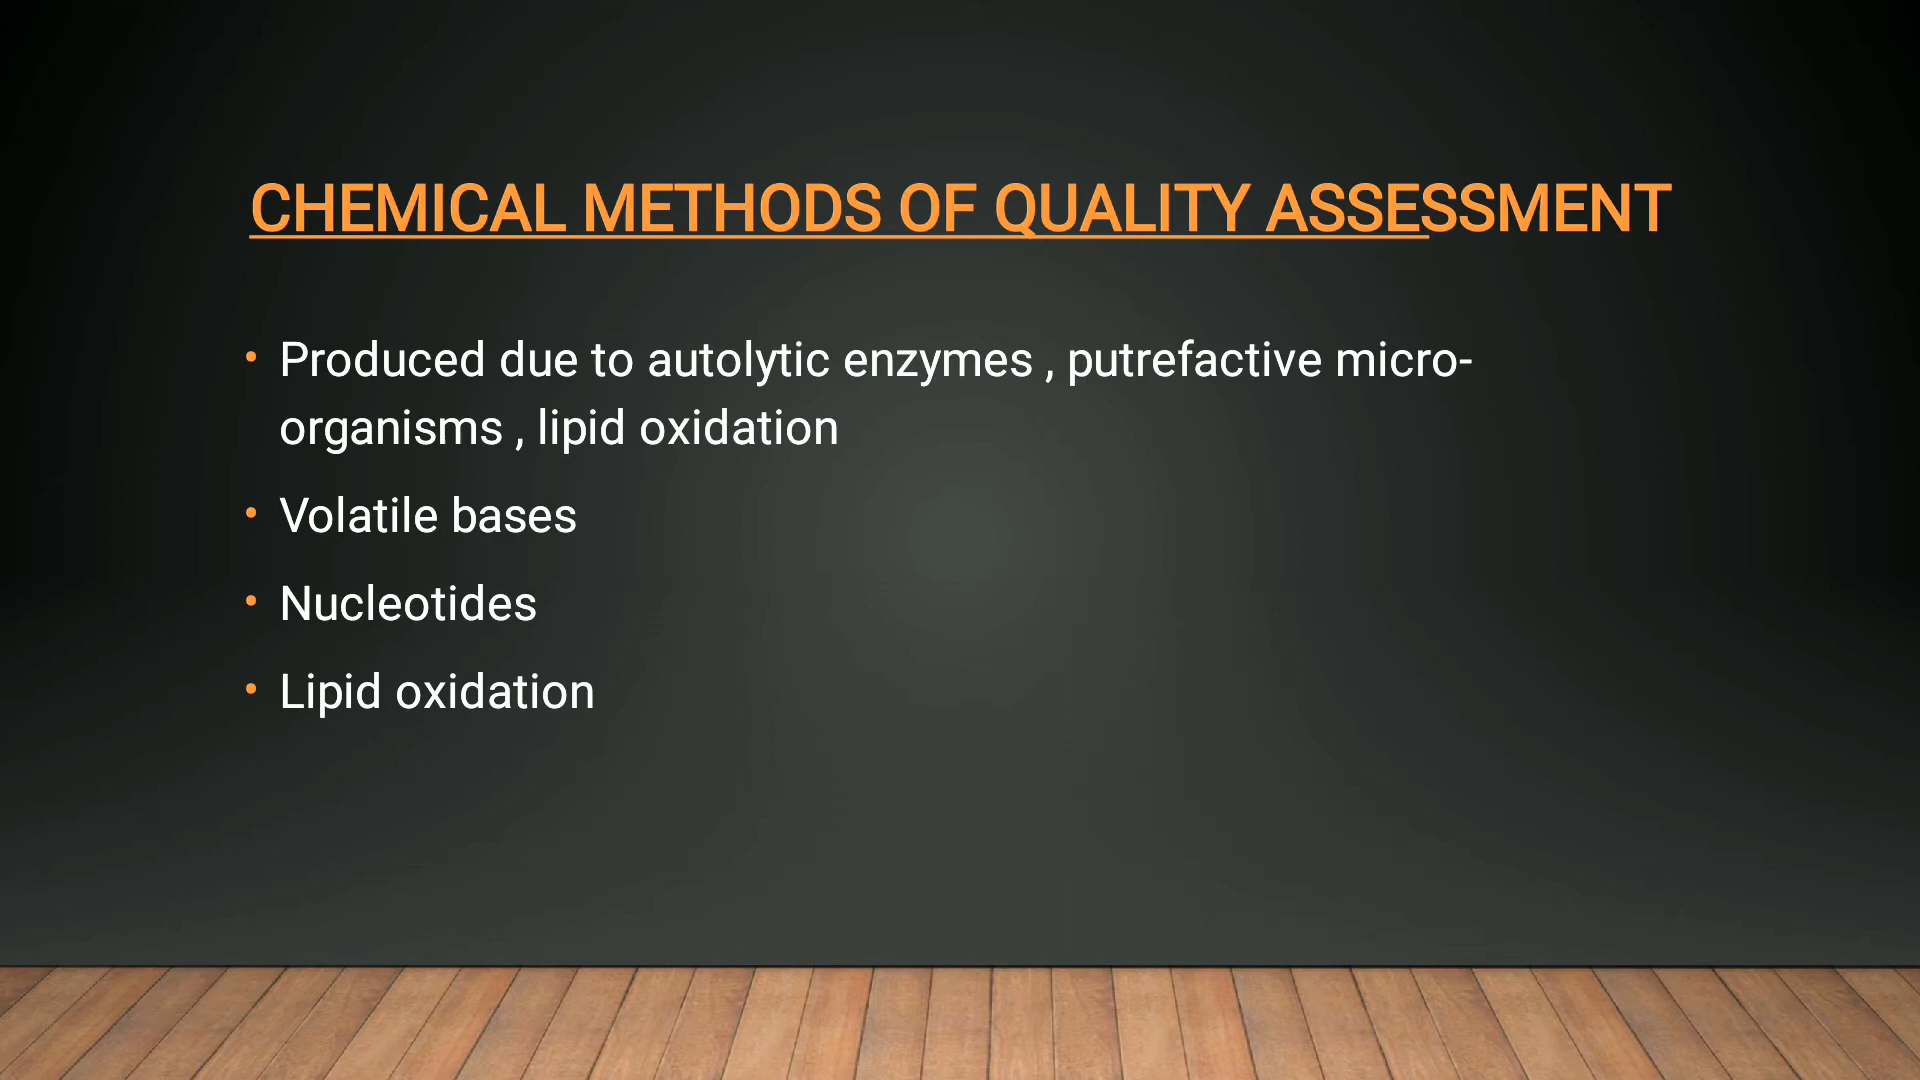 CHEMICAL METHODS OF QUALITY ASSESSMENT
• Produced due to autolytic enzymes , putrefactive micro-
organisms , lipid oxidation
• Volatile bases
• Nucleotides
• Lipid oxidation